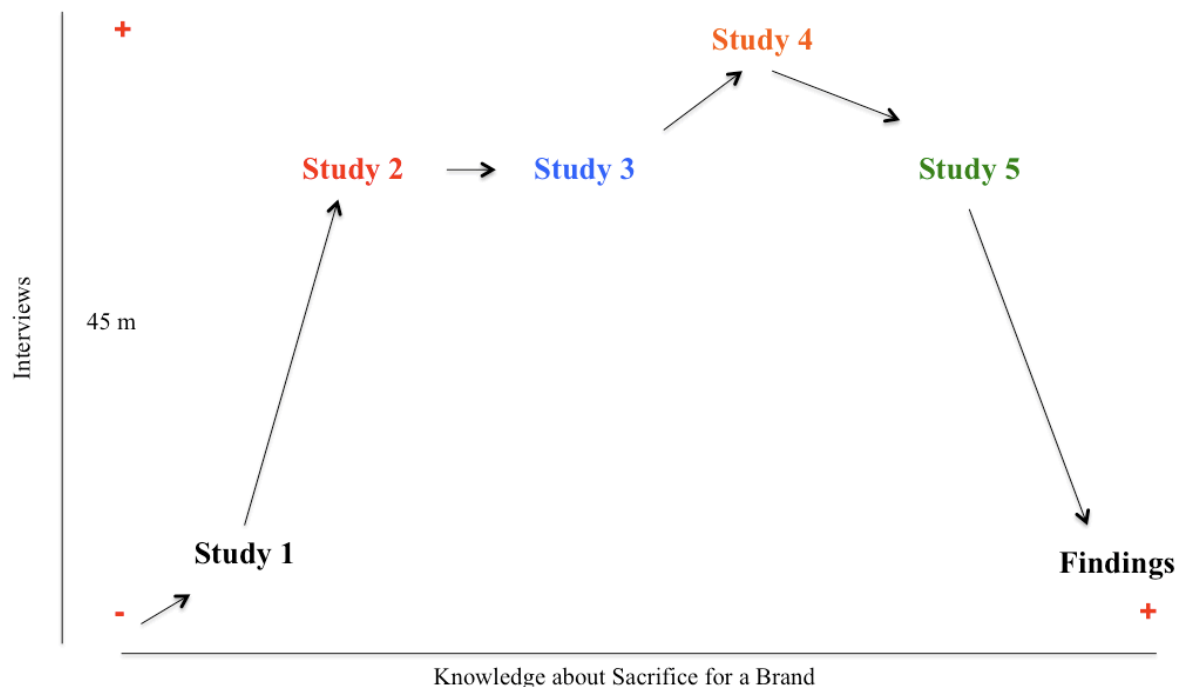 +
Study 4
Study 2
Study 3
Study 5
Interviews
45 m
Study 1
Findings
-
+
Knowledge about Sacrifice for a Brand